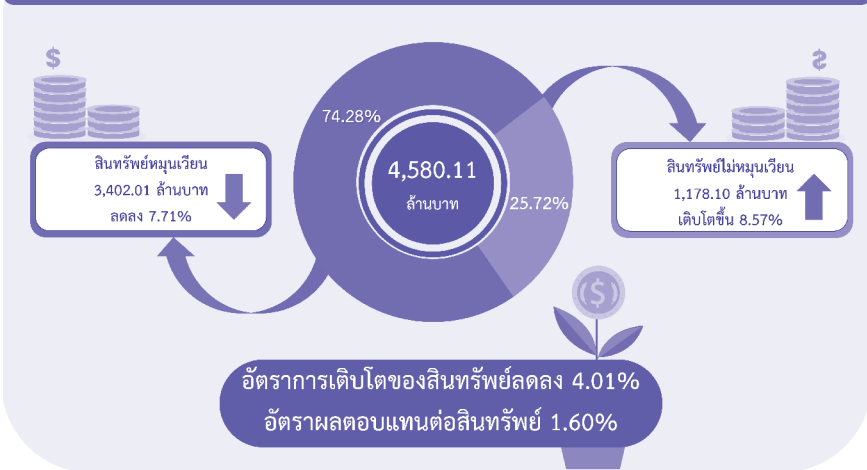 74.28%
4,580.11
ล้านบาท
25.72%
สินทรัพย์หมุนเวียน
3,402.01 ล้านบาท
ลดลง 7.71%
สินทรัพย์ไม่หมุนเวียน
1,178.10 ล้านบาท
เติบโตขึ้น 8.57%
อัตราการเติบโตของสินทรัพย์ลดลง 4.01%
อัตราผลตอบแทนต่อสินทรัพย์ 1.60%